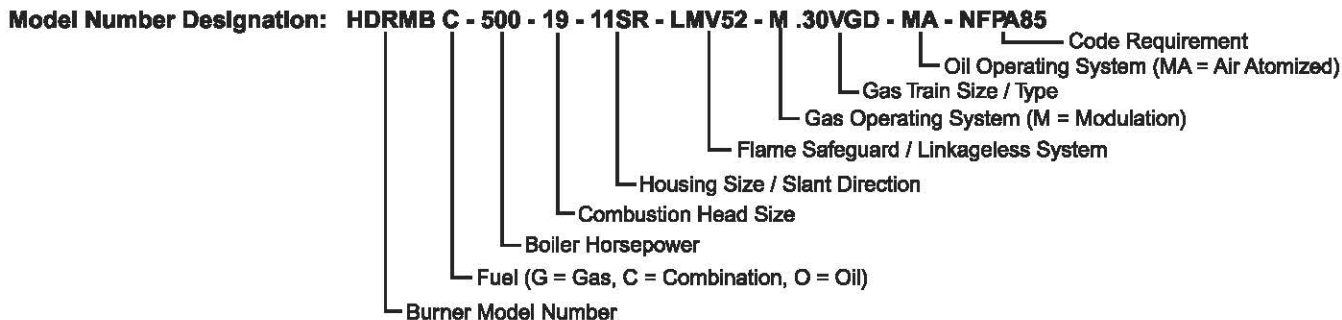 Model Number Designation: HDRMB C - 500 - 19 - 11SR - LMV52 - M .30VGD - MA - NFPA85
Code Requirement
Oil Operating System (MA = Air Atomized)
Gas Train Size / Type
Gas Operating System (M = Modulation)
Flame Safeguard / Linkageless System
Housing Size / Slant Direction
Combustion Head Size
Boiler Horsepower
Fuel (G = Gas, C = Combination, O = Oil)
Burner Model Number